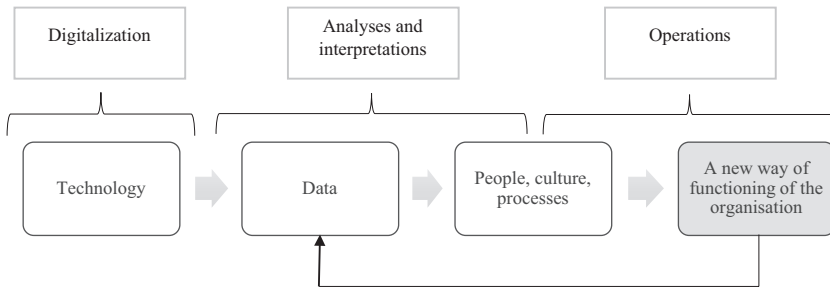 Digitalization
Analyses and
interpretations
Operations
Technology
Data
People, culture,
processes
A new way of
functioning of the
organisation